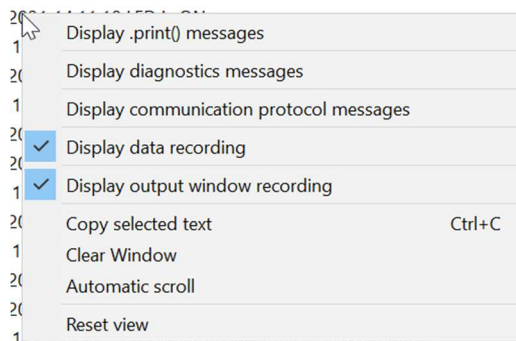 Display .print() messages
Display diagnostics messages
Display communication protocol messages
Display data recording
Display output window recording
Copy selected text Ctrl+C
Clear Window
Automatic scroll
Reset view